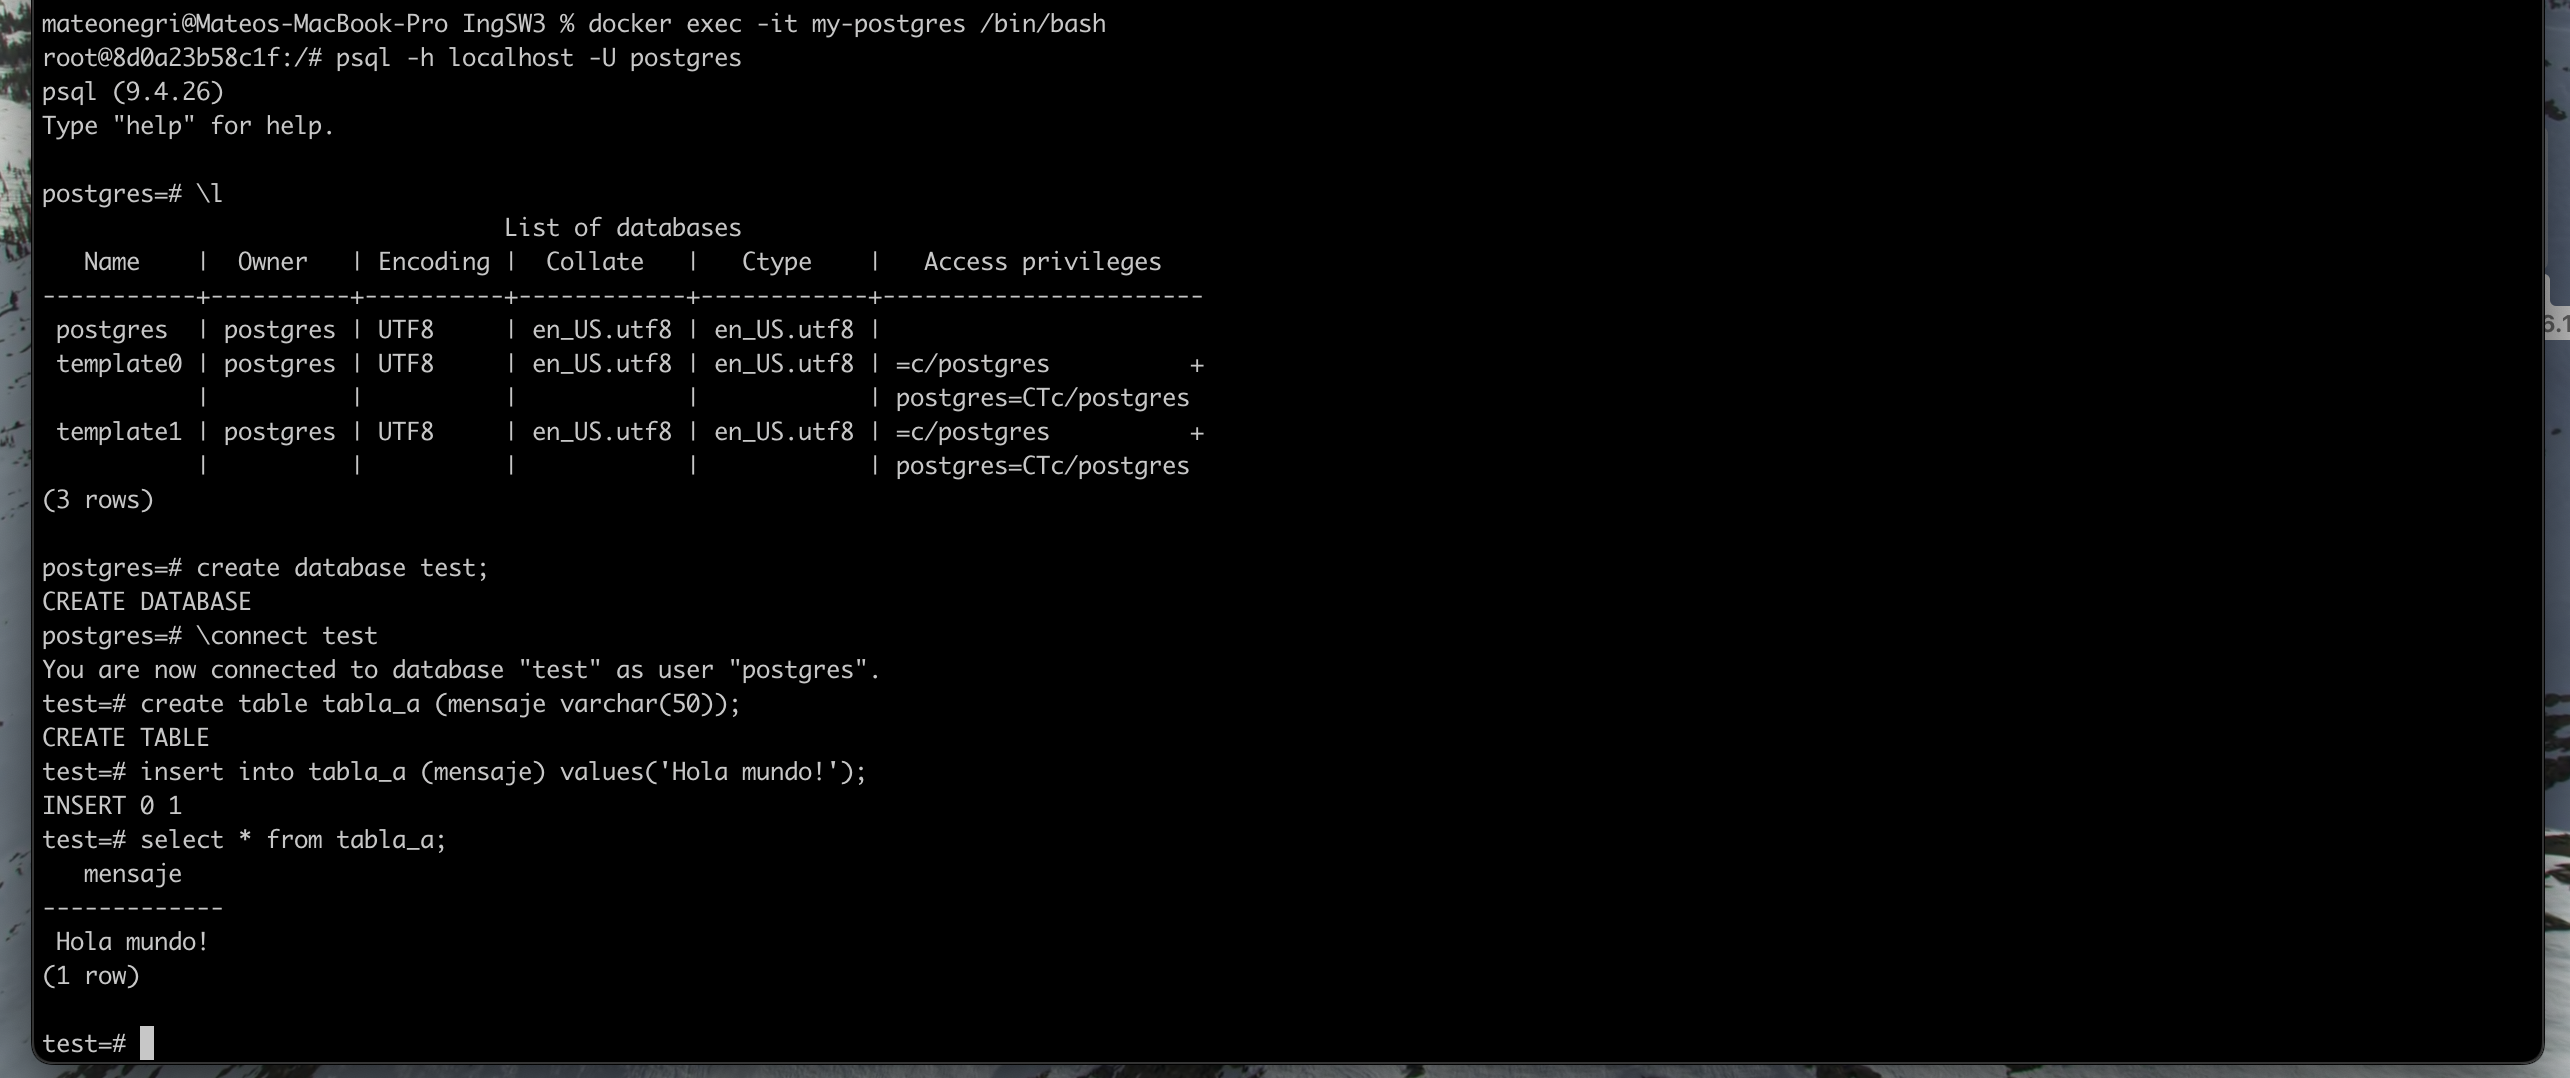 mateonegri@Mateos-MacBook-Pro IngSW3 % docker exec -it my-postgres /bin/bash
root@8d0a23b58c1f:/# psql -h localhost -U postgres
psql (9.4.26)
Type "help" for help.

postgres=# \l
                                 List of databases
   Name    |  Owner   | Encoding |  Collate   |   Ctype    |   Access privileges
-----------+----------+----------+------------+------------+-----------------------
 postgres  | postgres | UTF8     | en_US.utf8 | en_US.utf8 |
 template0 | postgres | UTF8     | en_US.utf8 | en_US.utf8 | =c/postgres          +
           |          |          |            |            | postgres=CTc/postgres
 template1 | postgres | UTF8     | en_US.utf8 | en_US.utf8 | =c/postgres          +
           |          |          |            |            | postgres=CTc/postgres
(3 rows)

postgres=# create database test;
CREATE DATABASE
postgres=# \connect test
You are now connected to database "test" as user "postgres".
test=# create table tabla_a (mensaje varchar(50));
CREATE TABLE
test=# insert into tabla_a (mensaje) values('Hola mundo!');
INSERT 0 1
test=# select * from tabla_a;
   mensaje
-------------
 Hola mundo!
(1 row)

test=#